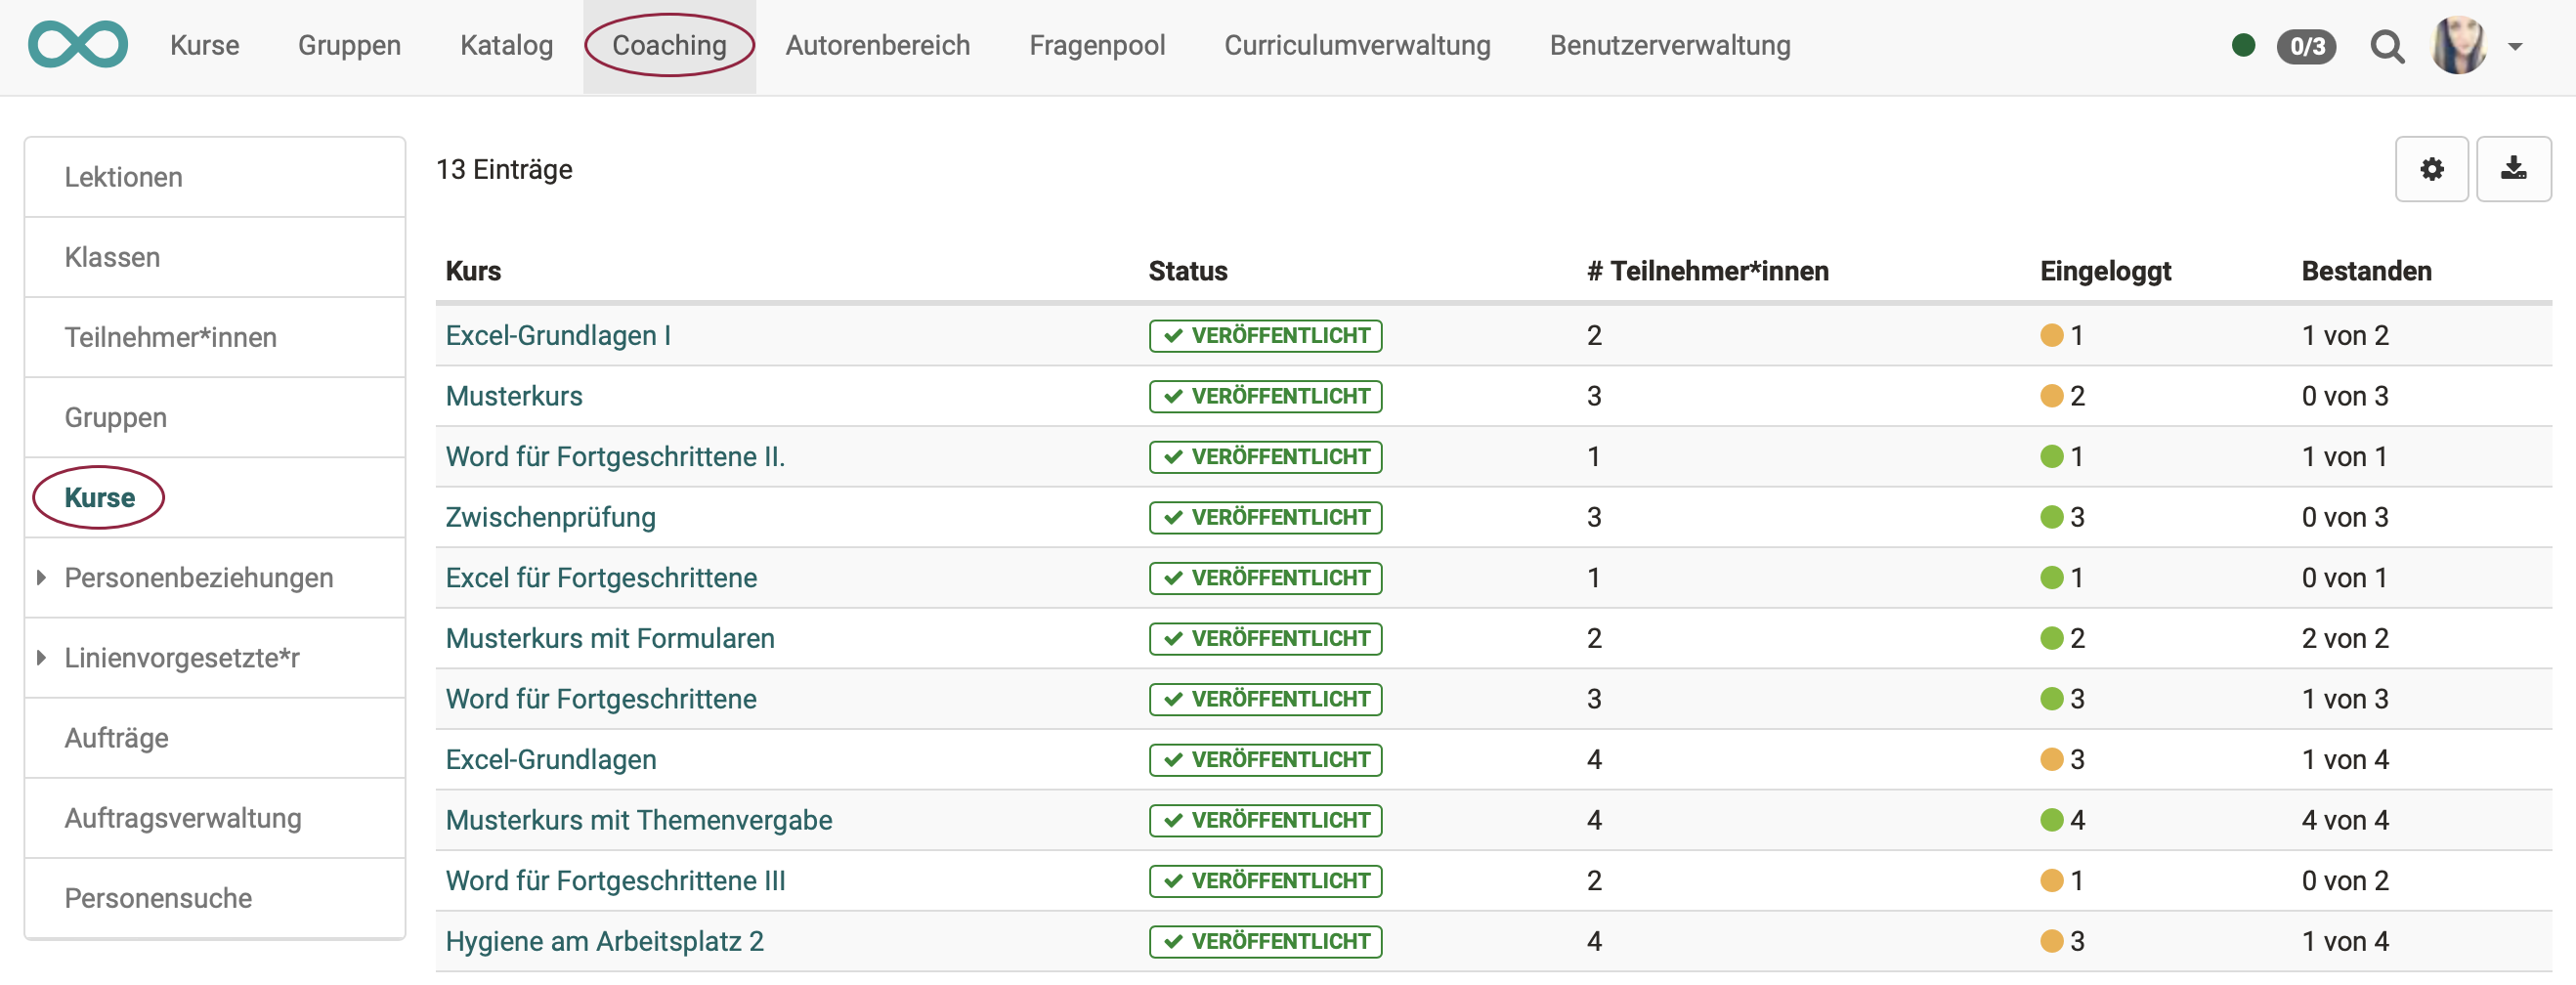 Kurse Gruppen Katalog Coaching Autorenbereich Fragenpool Curriculumverwaltung Benutzerverwaltung 0/3
Lektionen
Klassen
Teilnehmer*innen
Gruppen
Kurse
Personenbeziehungen
Linienvorgesetzte*r
Aufträge
Auftragsverwaltung
Personensuche
13 Einträge
Kurs Status # Teilnehmer*innen Eingeloggt Bestanden
Excel-Grundlagen I VERÖFFENTLICHT 2 1 1 von 2
Musterkurs VERÖFFENTLICHT 3 2 0 von 3
Word für Fortgeschrittene II. VERÖFFENTLICHT 1 1 1 von 1
Zwischenprüfung VERÖFFENTLICHT 3 3 0 von 3
Excel für Fortgeschrittene VERÖFFENTLICHT 1 1 0 von 1
Musterkurs mit Formularen VERÖFFENTLICHT 2 2 2 von 2
Word für Fortgeschrittene VERÖFFENTLICHT 3 3 1 von 3
Excel-Grundlagen VERÖFFENTLICHT 4 3 1 von 4
Musterkurs mit Themenvergabe VERÖFFENTLICHT 4 4 4 von 4
Word für Fortgeschrittene III VERÖFFENTLICHT 2 1 0 von 2
Hygiene am Arbeitsplatz 2 VERÖFFENTLICHT 4 3 1 von 4